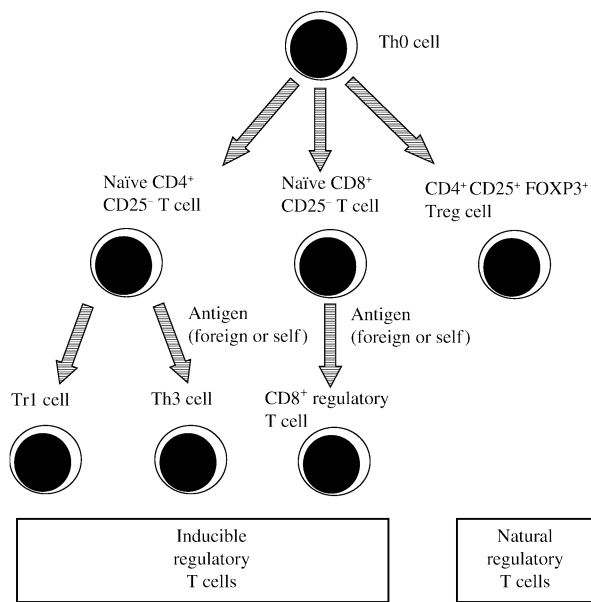 Th0 cell
Naïve CD4⁺
CD25⁻ T cell
Naïve CD8⁺
CD25⁻ T cell
CD4⁺ CD25⁺ FOXP3⁺
Treg cell
Antigen
(foreign or self)
Antigen
(foreign or self)
Tr1 cell
Th3 cell
CD8⁺ regulatory
T cell
Inducible
regulatory
T cells
Natural
regulatory
T cells